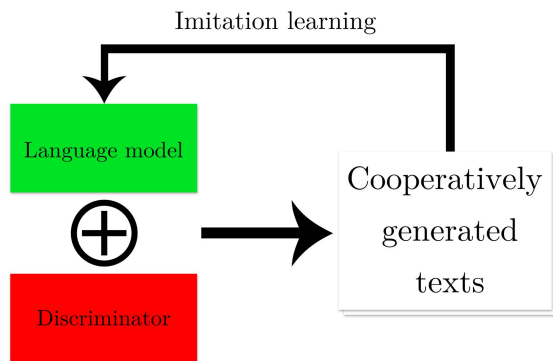 Imitation learning
Language model
Discriminator
Cooperatively
generated
texts